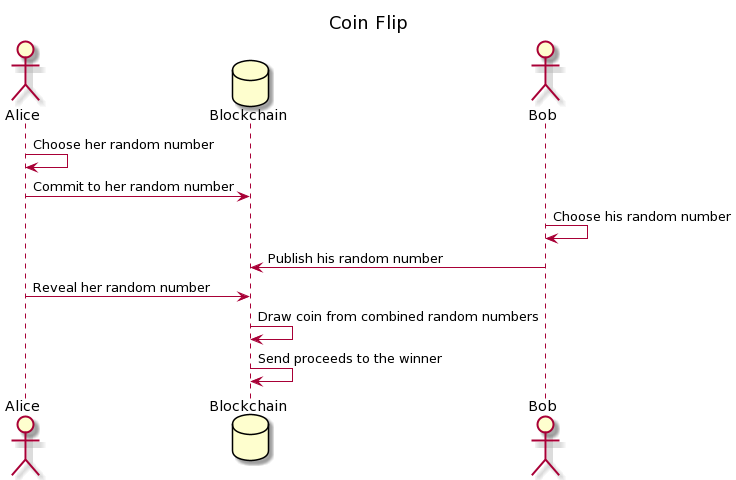 Coin Flip
Alice
Blockchain
Bob
Choose her random number
Commit to her random number
Choose his random number
Publish his random number
Reveal her random number
Draw coin from combined random numbers
Send proceeds to the winner
Alice
Blockchain
Bob